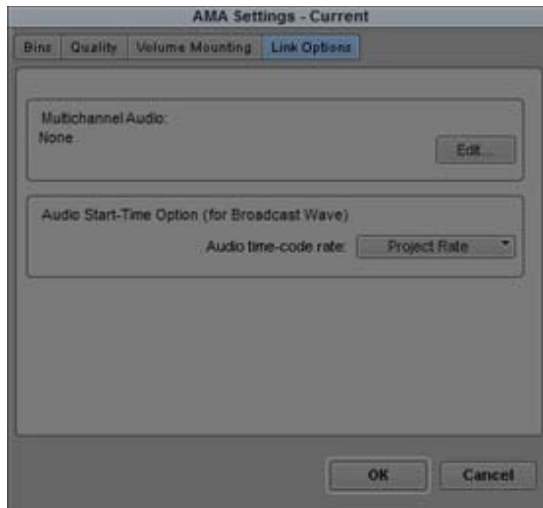 AMA Settings - Current
Bins Quality Volume Mounting Link Options
Multichannel Audio:
None
Edit...
Audio Start-Time Option (for Broadcast Wave)
Audio time-code rate: Project Rate
OK Cancel